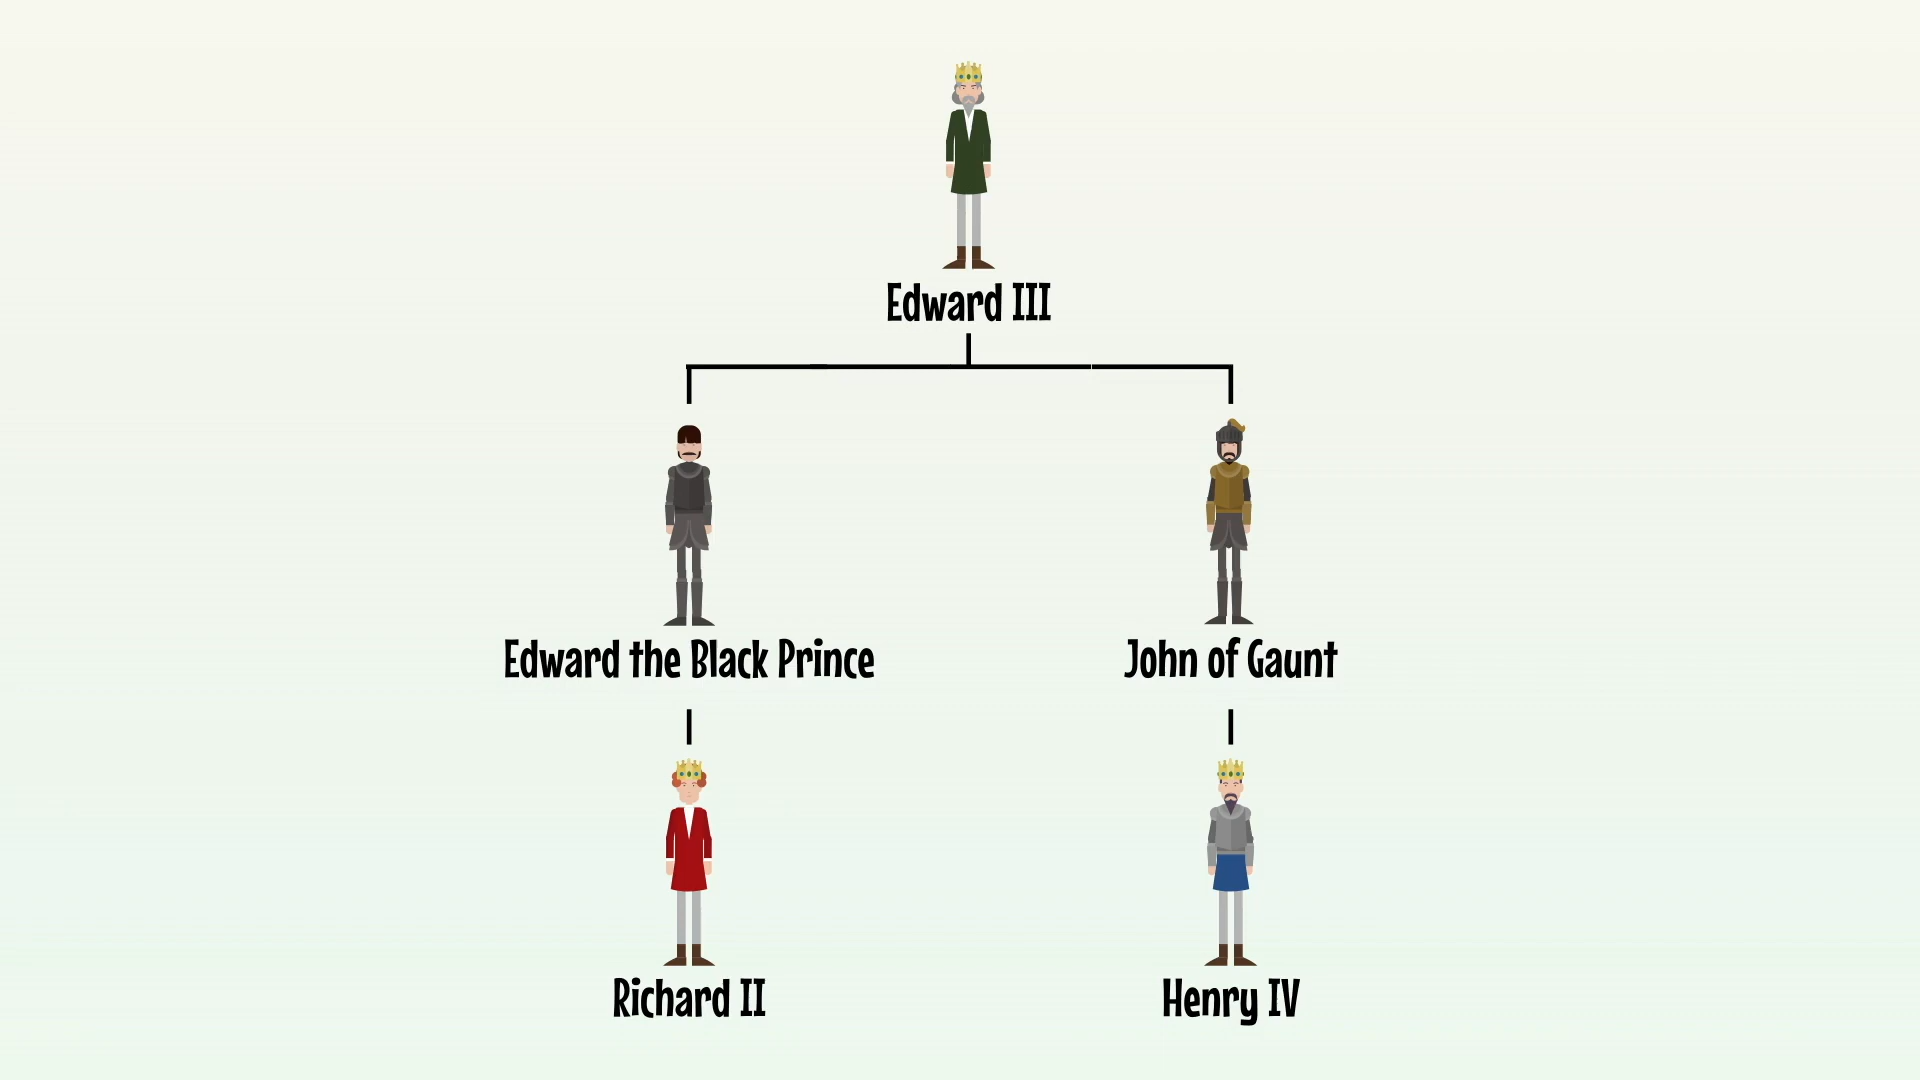 Edward III
Edward the Black Prince
John of Gaunt
Richard II
Henry IV